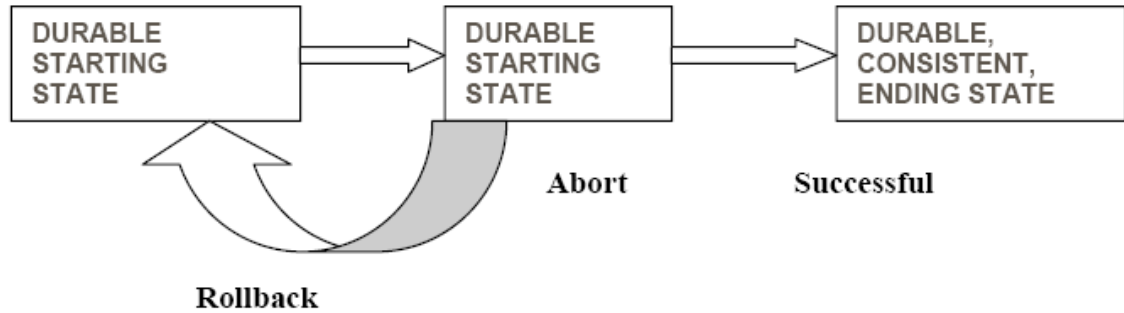 DURABLE
STARTING
STATE
DURABLE
STARTING
STATE
DURABLE,
CONSISTENT,
ENDING STATE
Abort
Successful
Rollback